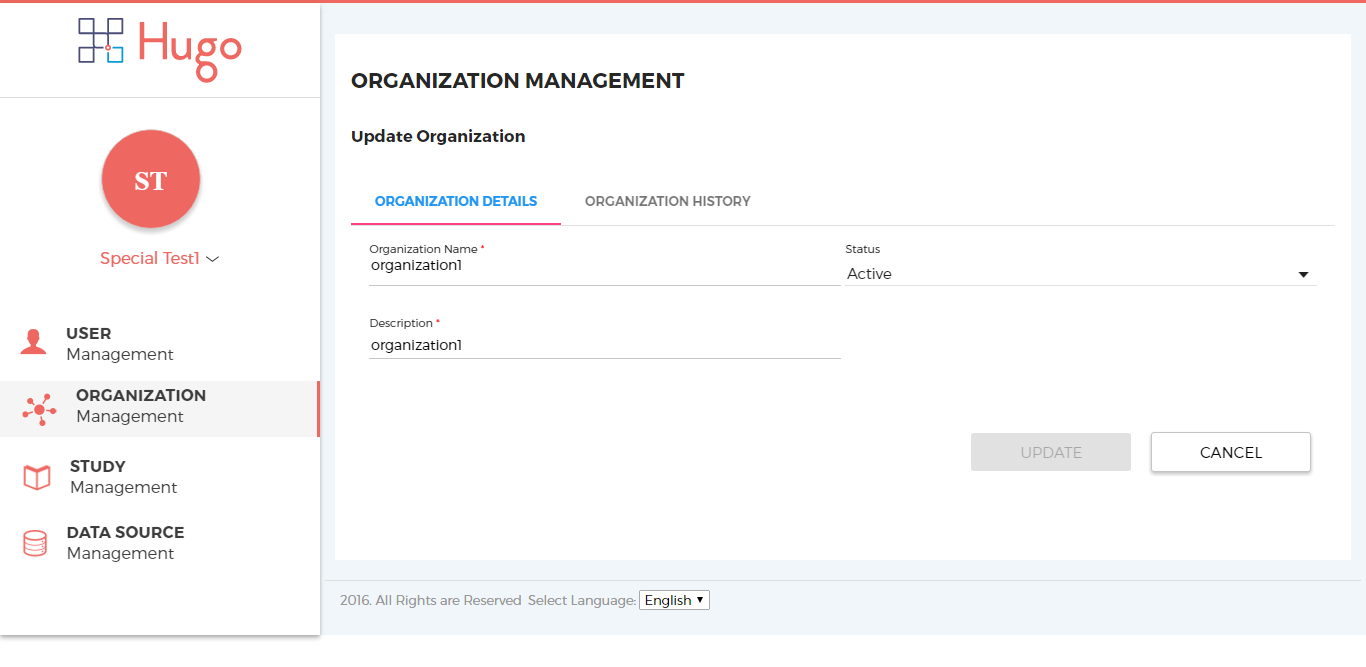 Hugo
ST
Special Test1
USER
Management
ORGANIZATION
Management
STUDY
Management
DATA SOURCE
Management
ORGANIZATION MANAGEMENT
Update Organization
ORGANIZATION DETAILS ORGANIZATION HISTORY
Organization Name * Status
organization1 Active
Description *
organization1
UPDATE CANCEL
2016. All Rights are Reserved Select Language: English